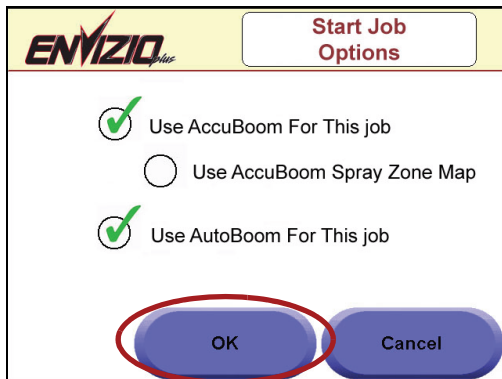 ENVIZIO plus
Start Job
Options
Use AccuBoom For This job
Use AccuBoom Spray Zone Map
Use AutoBoom For This job
OK
Cancel